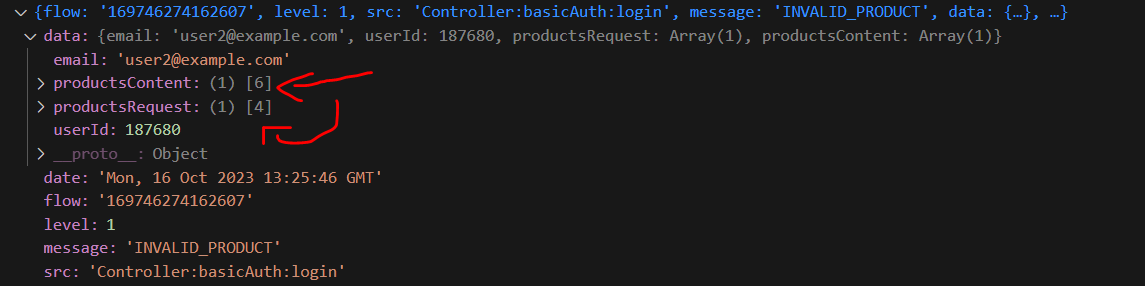 {flow: '169746274162607', level: 1, src: 'Controller:basicAuth:login', message: 'INVALID_PRODUCT', data: {…}, …}
data: {email: 'user2@example.com', userId: 187680, productsRequest: Array(1), productsContent: Array(1)}
email: 'user2@example.com'
productsContent: (1) [6]
productsRequest: (1) [4]
userId: 187680
__proto__: Object
date: 'Mon, 16 Oct 2023 13:25:46 GMT'
flow: '169746274162607'
level: 1
message: 'INVALID_PRODUCT'
src: 'Controller:basicAuth:login'